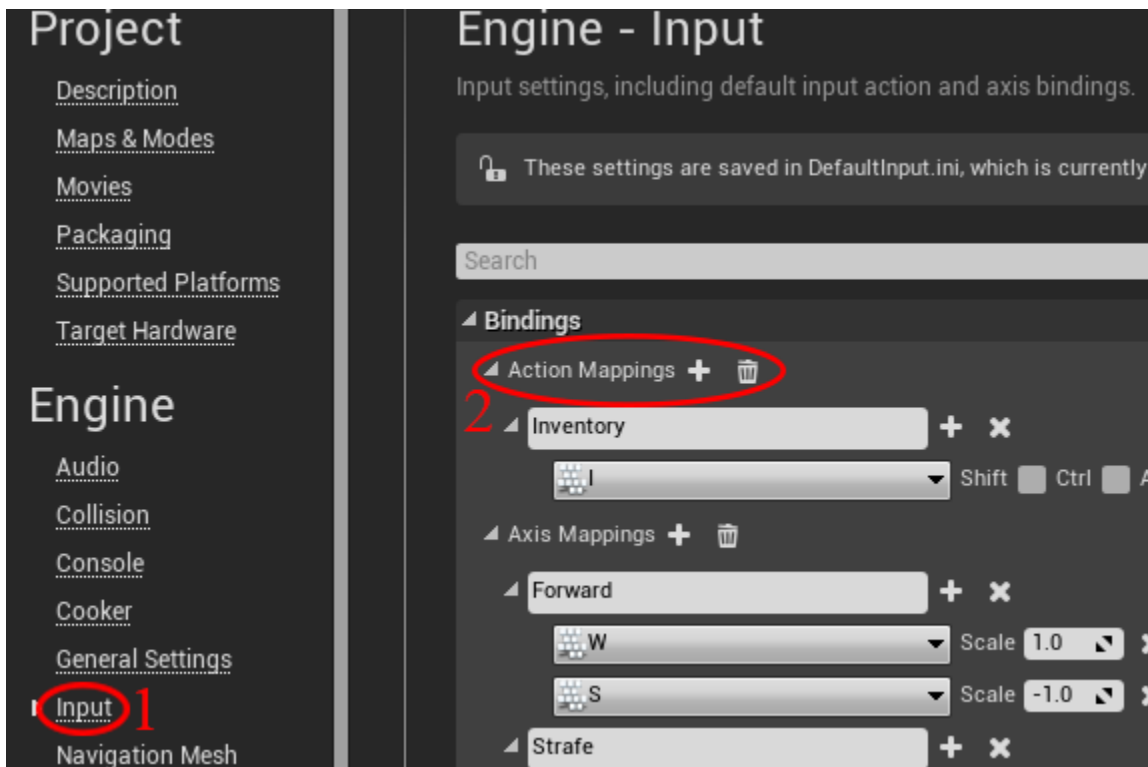 Project
Description
Maps & Modes
Movies
Packaging
Supported Platforms
Target Hardware
Engine
Audio
Collision
Console
Cooker
General Settings
Input 1
Navigation Mesh
Engine - Input
Input settings, including default input action and axis bindings.
These settings are saved in DefaultInput.ini, which is currently
Search
Bindings
Action Mappings
2
Inventory
I Shift Ctrl A
Axis Mappings
Forward
W Scale 1.0
S Scale -1.0
Strafe